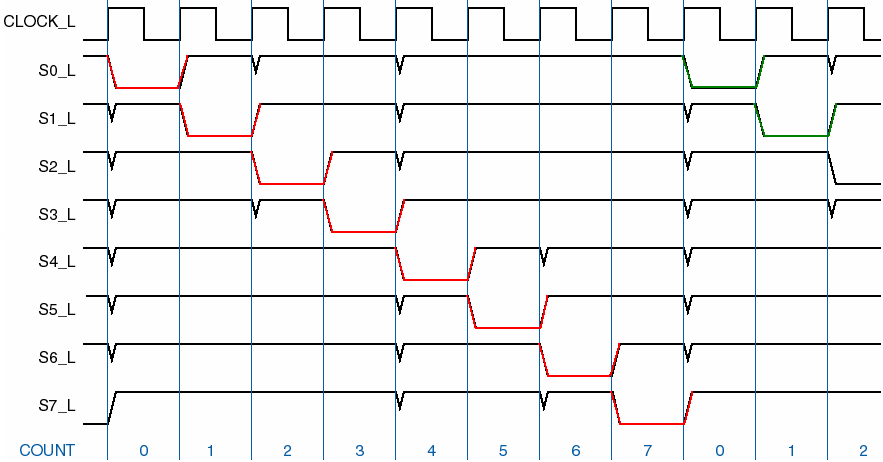 CLOCK_L
S0_L
S1_L
S2_L
S3_L
S4_L
S5_L
S6_L
S7_L
COUNT 0 1 2 3 4 5 6 7 0 1 2